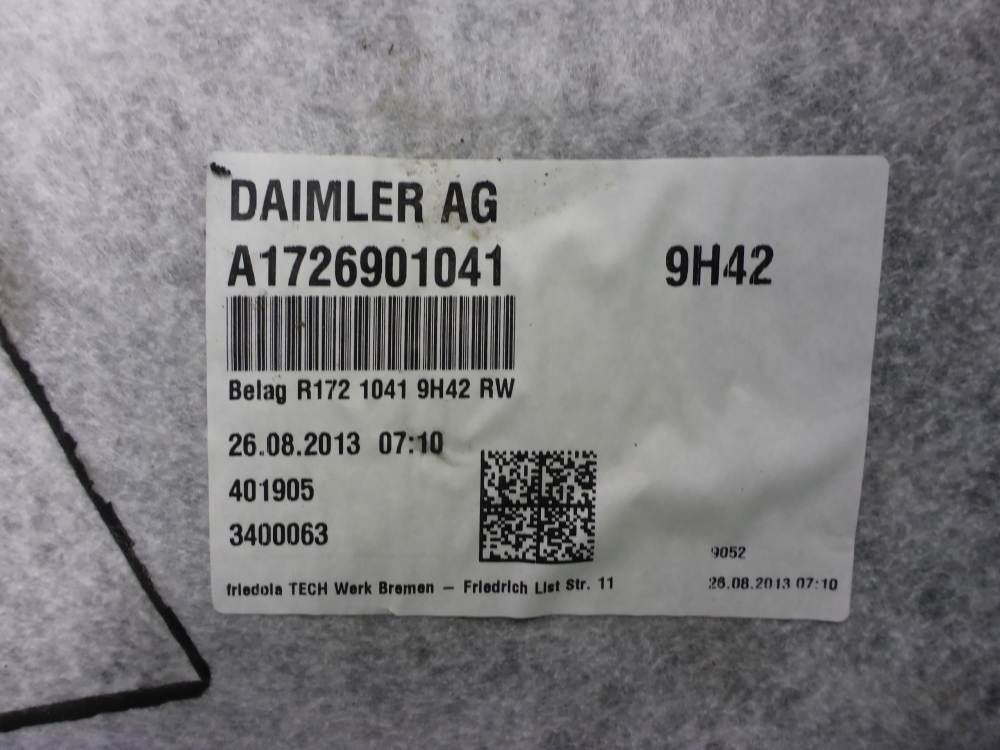 DAIMLER AG
A1726901041 9H42
Belag R172 1041 9H42 RW
26.08.2013 07:10
401905
3400063
9052
friedola TECH Werk Bremen – Friedrich List Str. 11 26.08.2013 07:10